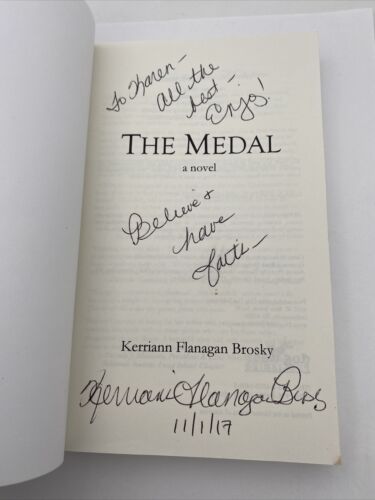 To Karen—
All the
best—
Enjoy!
THE MEDAL
a novel
Believe &
have
faith—
Kerriann Flanagan Brosky
Kerriann Flanagan Brosky
11/1/17